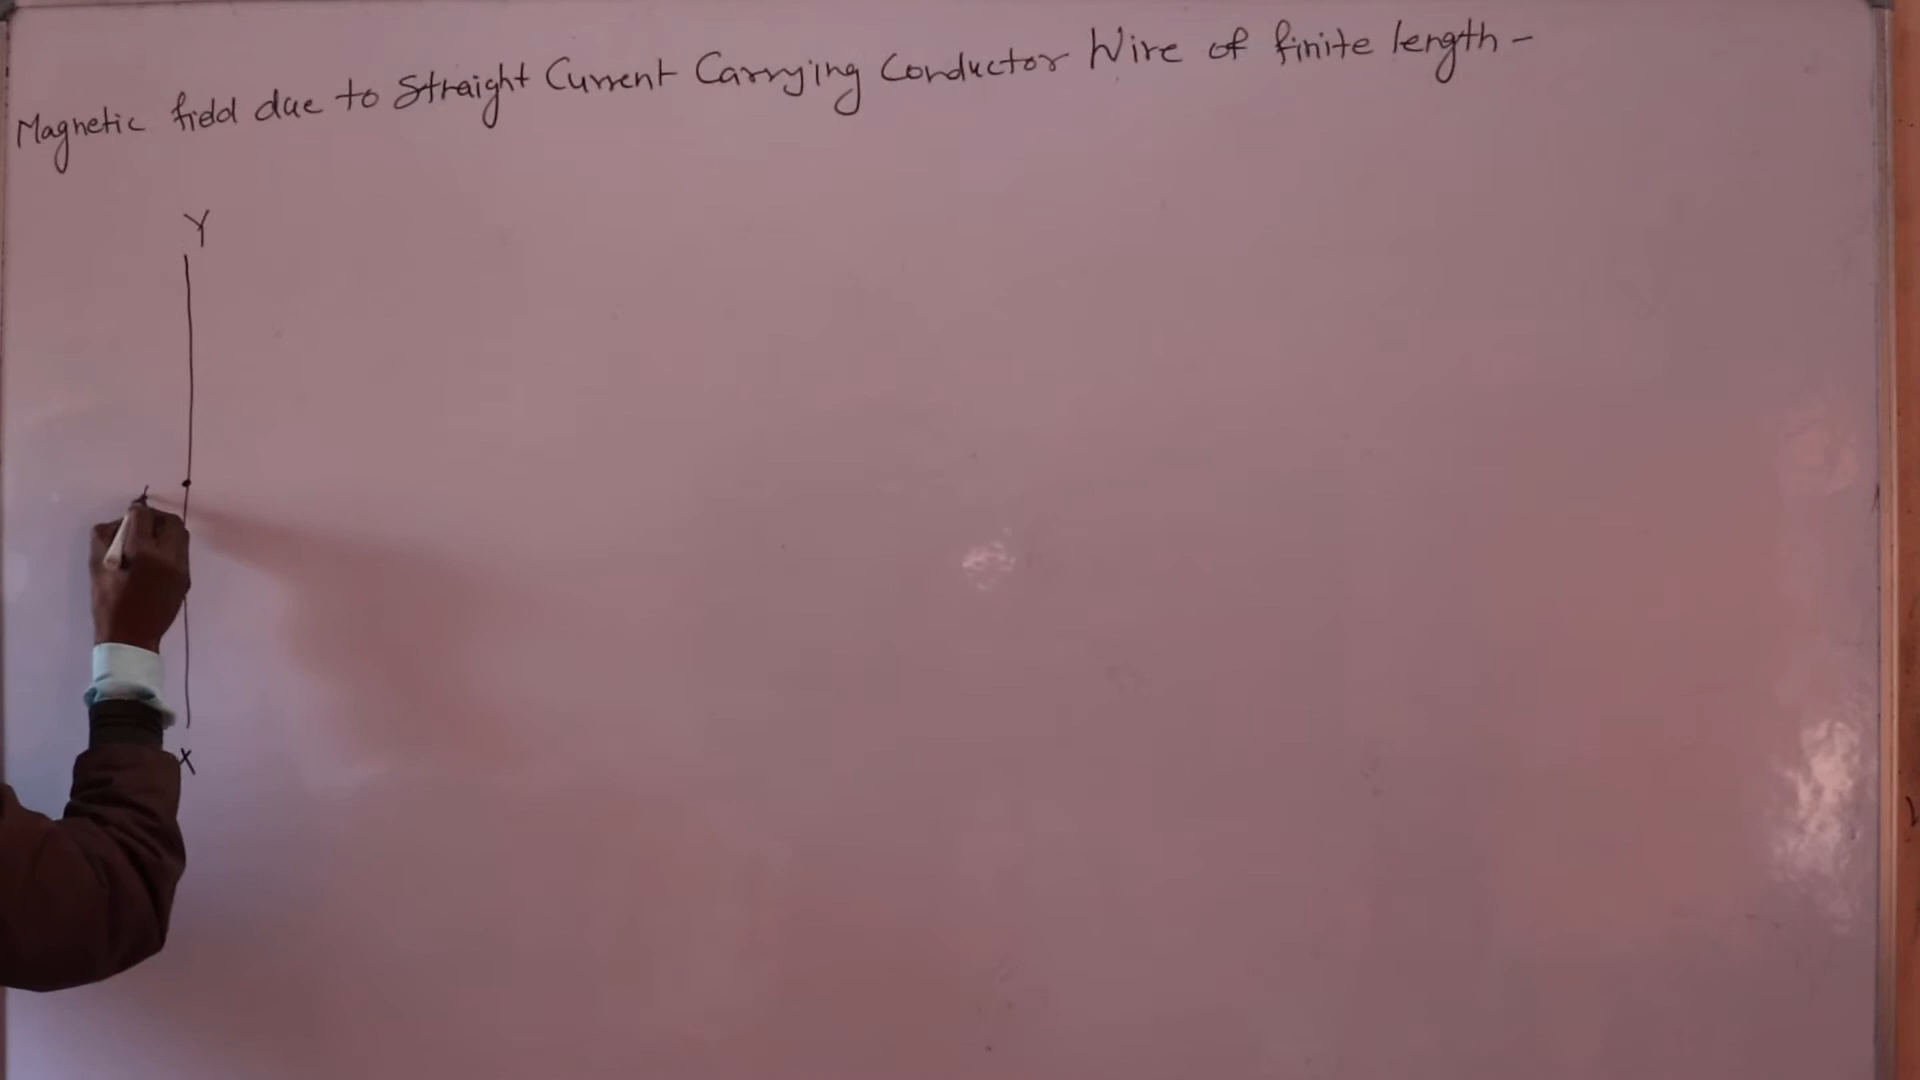 Magnetic field due to Straight Current Carrying Conductor Wire of finite length -
Y
X